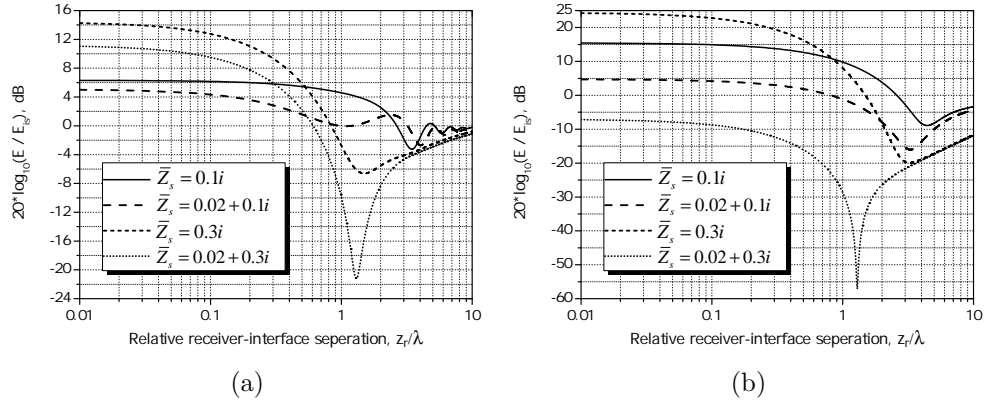 16
12
8
4
0
-4
-8
-12
-16
-20
-24
20*log10(E / Els), dB
Z̅s = 0.1i
Z̅s = 0.02+0.1i
Z̅s = 0.3i
Z̅s = 0.02+0.3i
0.01 0.1 1 10
Relative receiver-interface seperation, zr/λ
(a)
25
20
10
0
-10
-20
-30
-40
-50
-60
20*log10(E / Els), dB
Z̅s = 0.1i
Z̅s = 0.02+0.1i
Z̅s = 0.3i
Z̅s = 0.02+0.3i
0.01 0.1 1 10
Relative receiver-interface seperation, zr/λ
(b)